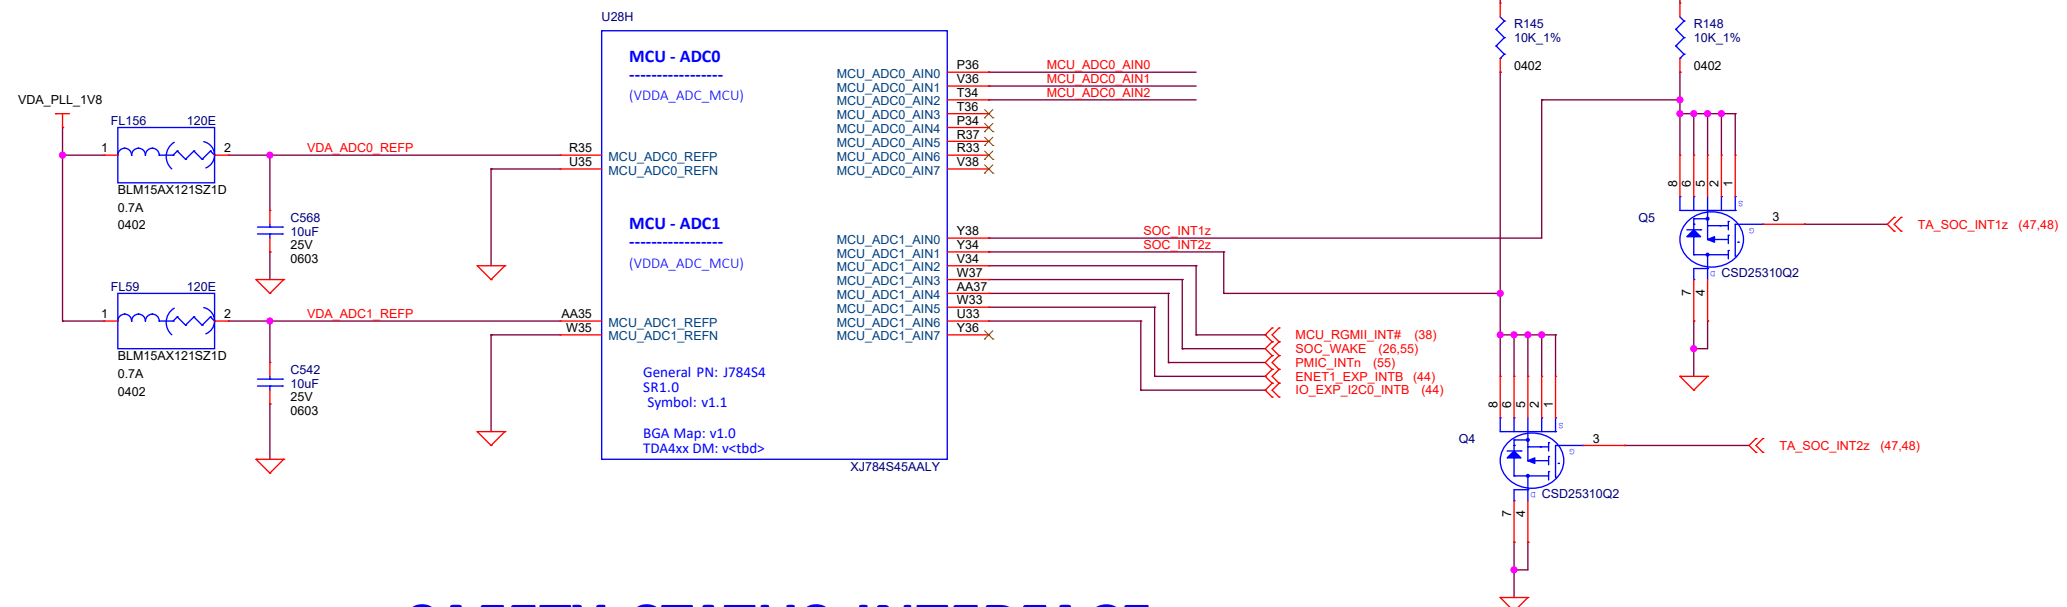 U28H
MCU - ADC0
-----------------
(VDDA_ADC_MCU)
MCU_ADC0_AIN0 P36 MCU_ADC0_AIN0
MCU_ADC0_AIN1 V36 MCU_ADC0_AIN1
MCU_ADC0_AIN2 T34 MCU_ADC0_AIN2
MCU_ADC0_AIN3 T36
MCU_ADC0_AIN4 P34
MCU_ADC0_AIN5 R37
MCU_ADC0_AIN6 R33
MCU_ADC0_AIN7 V38
VDA_PLL_1V8
FL156 120E
1 2
BLM15AX121SZ1D
0.7A
0402
VDA_ADC0_REFP R35 MCU_ADC0_REFP
U35 MCU_ADC0_REFN
C568
10uF
25V
0603
MCU - ADC1
-----------------
(VDDA_ADC_MCU)
MCU_ADC1_AIN0 Y38 SOC_INT1z
MCU_ADC1_AIN1 Y34 SOC_INT2z
MCU_ADC1_AIN2 V34
MCU_ADC1_AIN3 W37
MCU_ADC1_AIN4 AA37
MCU_ADC1_AIN5 W33
MCU_ADC1_AIN6 U33
MCU_ADC1_AIN7 Y36
FL59 120E
1 2
BLM15AX121SZ1D
0.7A
0402
VDA_ADC1_REFP AA35 MCU_ADC1_REFP
W35 MCU_ADC1_REFN
C542
10uF
25V
0603
General PN: J784S4
SR1.0
Symbol: v1.1
BGA Map: v1.0
TDA4xx DM: v<tbd>
XJ784S45AALY
MCU_RGMII_INT# (38)
SOC_WAKE (26,55)
PMIC_INTn (55)
ENET1_EXP_INTB (44)
IO_EXP_I2C0_INTB (44)
R145
10K_1%
0402
R148
10K_1%
0402
8 6 5 2 1
S
Q5
G
3
TA_SOC_INT1z (47,48)
D
CSD25310Q2
7 4
8 6 5 2 1
S
Q4
G
3
TA_SOC_INT2z (47,48)
D
CSD25310Q2
7 4